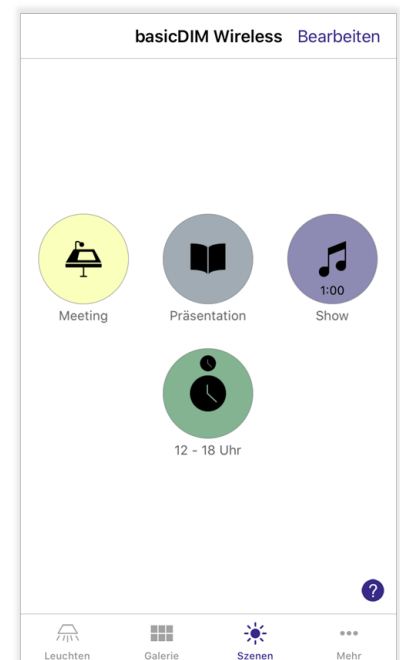 basicDIM Wireless Bearbeiten
1:00
Meeting Präsentation Show
12 - 18 Uhr
?
Leuchten Galerie Szenen Mehr